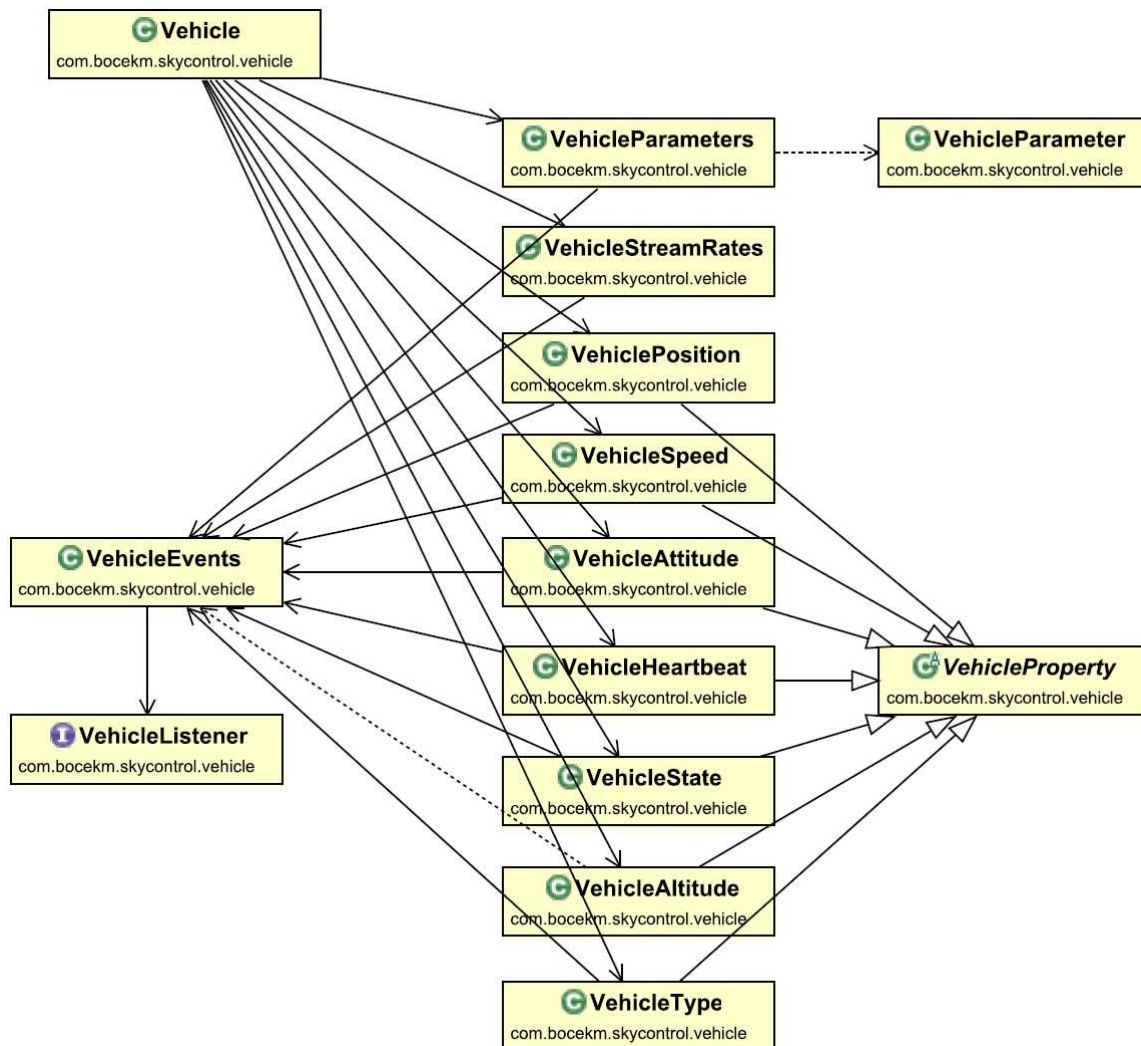 Vehicle
com.bocekm.skycontrol.vehicle
VehicleParameters
com.bocekm.skycontrol.vehicle
VehicleParameter
com.bocekm.skycontrol.vehicle
VehicleStreamRates
com.bocekm.skycontrol.vehicle
VehiclePosition
com.bocekm.skycontrol.vehicle
VehicleSpeed
com.bocekm.skycontrol.vehicle
VehicleEvents
com.bocekm.skycontrol.vehicle
VehicleAttitude
com.bocekm.skycontrol.vehicle
VehicleHeartbeat
com.bocekm.skycontrol.vehicle
VehicleProperty
com.bocekm.skycontrol.vehicle
VehicleListener
com.bocekm.skycontrol.vehicle
VehicleState
com.bocekm.skycontrol.vehicle
VehicleAltitude
com.bocekm.skycontrol.vehicle
VehicleType
com.bocekm.skycontrol.vehicle